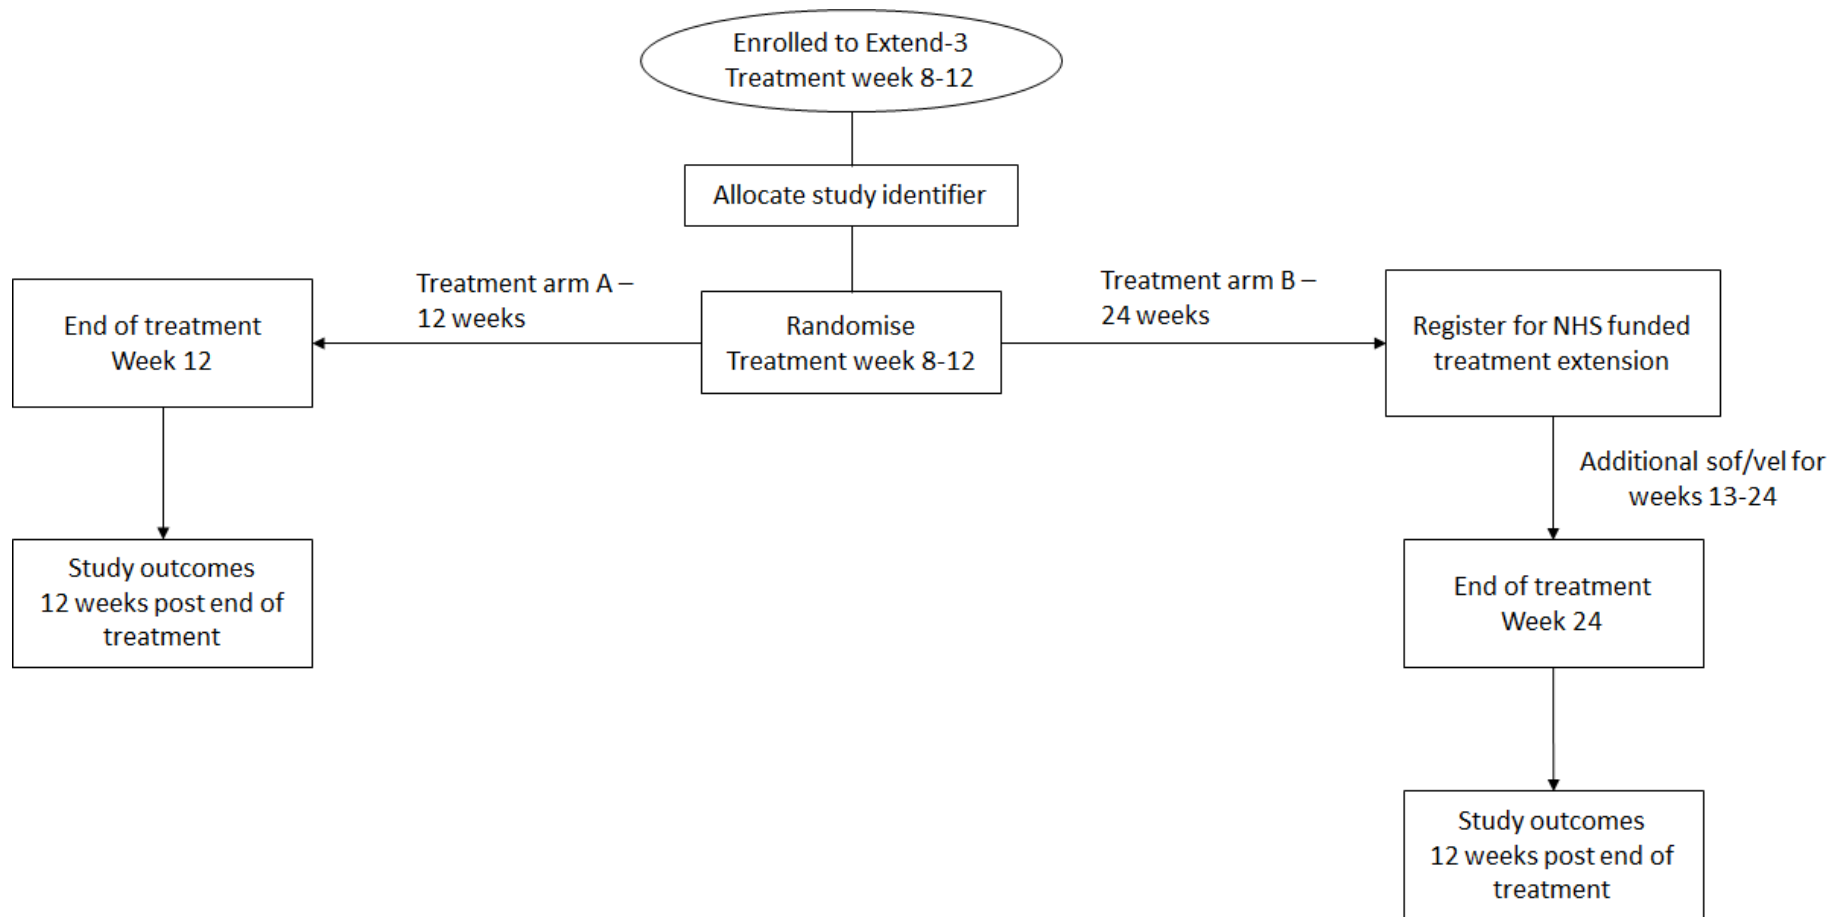 Enrolled to Extend-3
Treatment week 8-12
Allocate study identifier
Treatment arm A –
12 weeks
Treatment arm B –
24 weeks
End of treatment
Week 12
Randomise
Treatment week 8-12
Register for NHS funded
treatment extension
Additional sof/vel for
weeks 13-24
Study outcomes
12 weeks post end of
treatment
End of treatment
Week 24
Study outcomes
12 weeks post end of
treatment